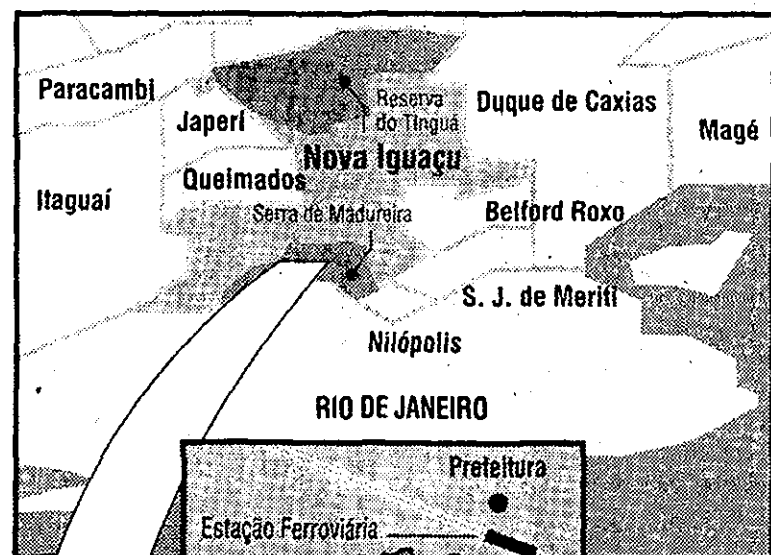 Paracambi
Reserva
do Tinguá
Duque de Caxias
Japeri
Magé
Nova Iguaçu
Queimados
Itaguaí
Serra de Madureira
Belford Roxo
S. J. de Meriti
Nilópolis
RIO DE JANEIRO
Prefeitura
Estação Ferroviária